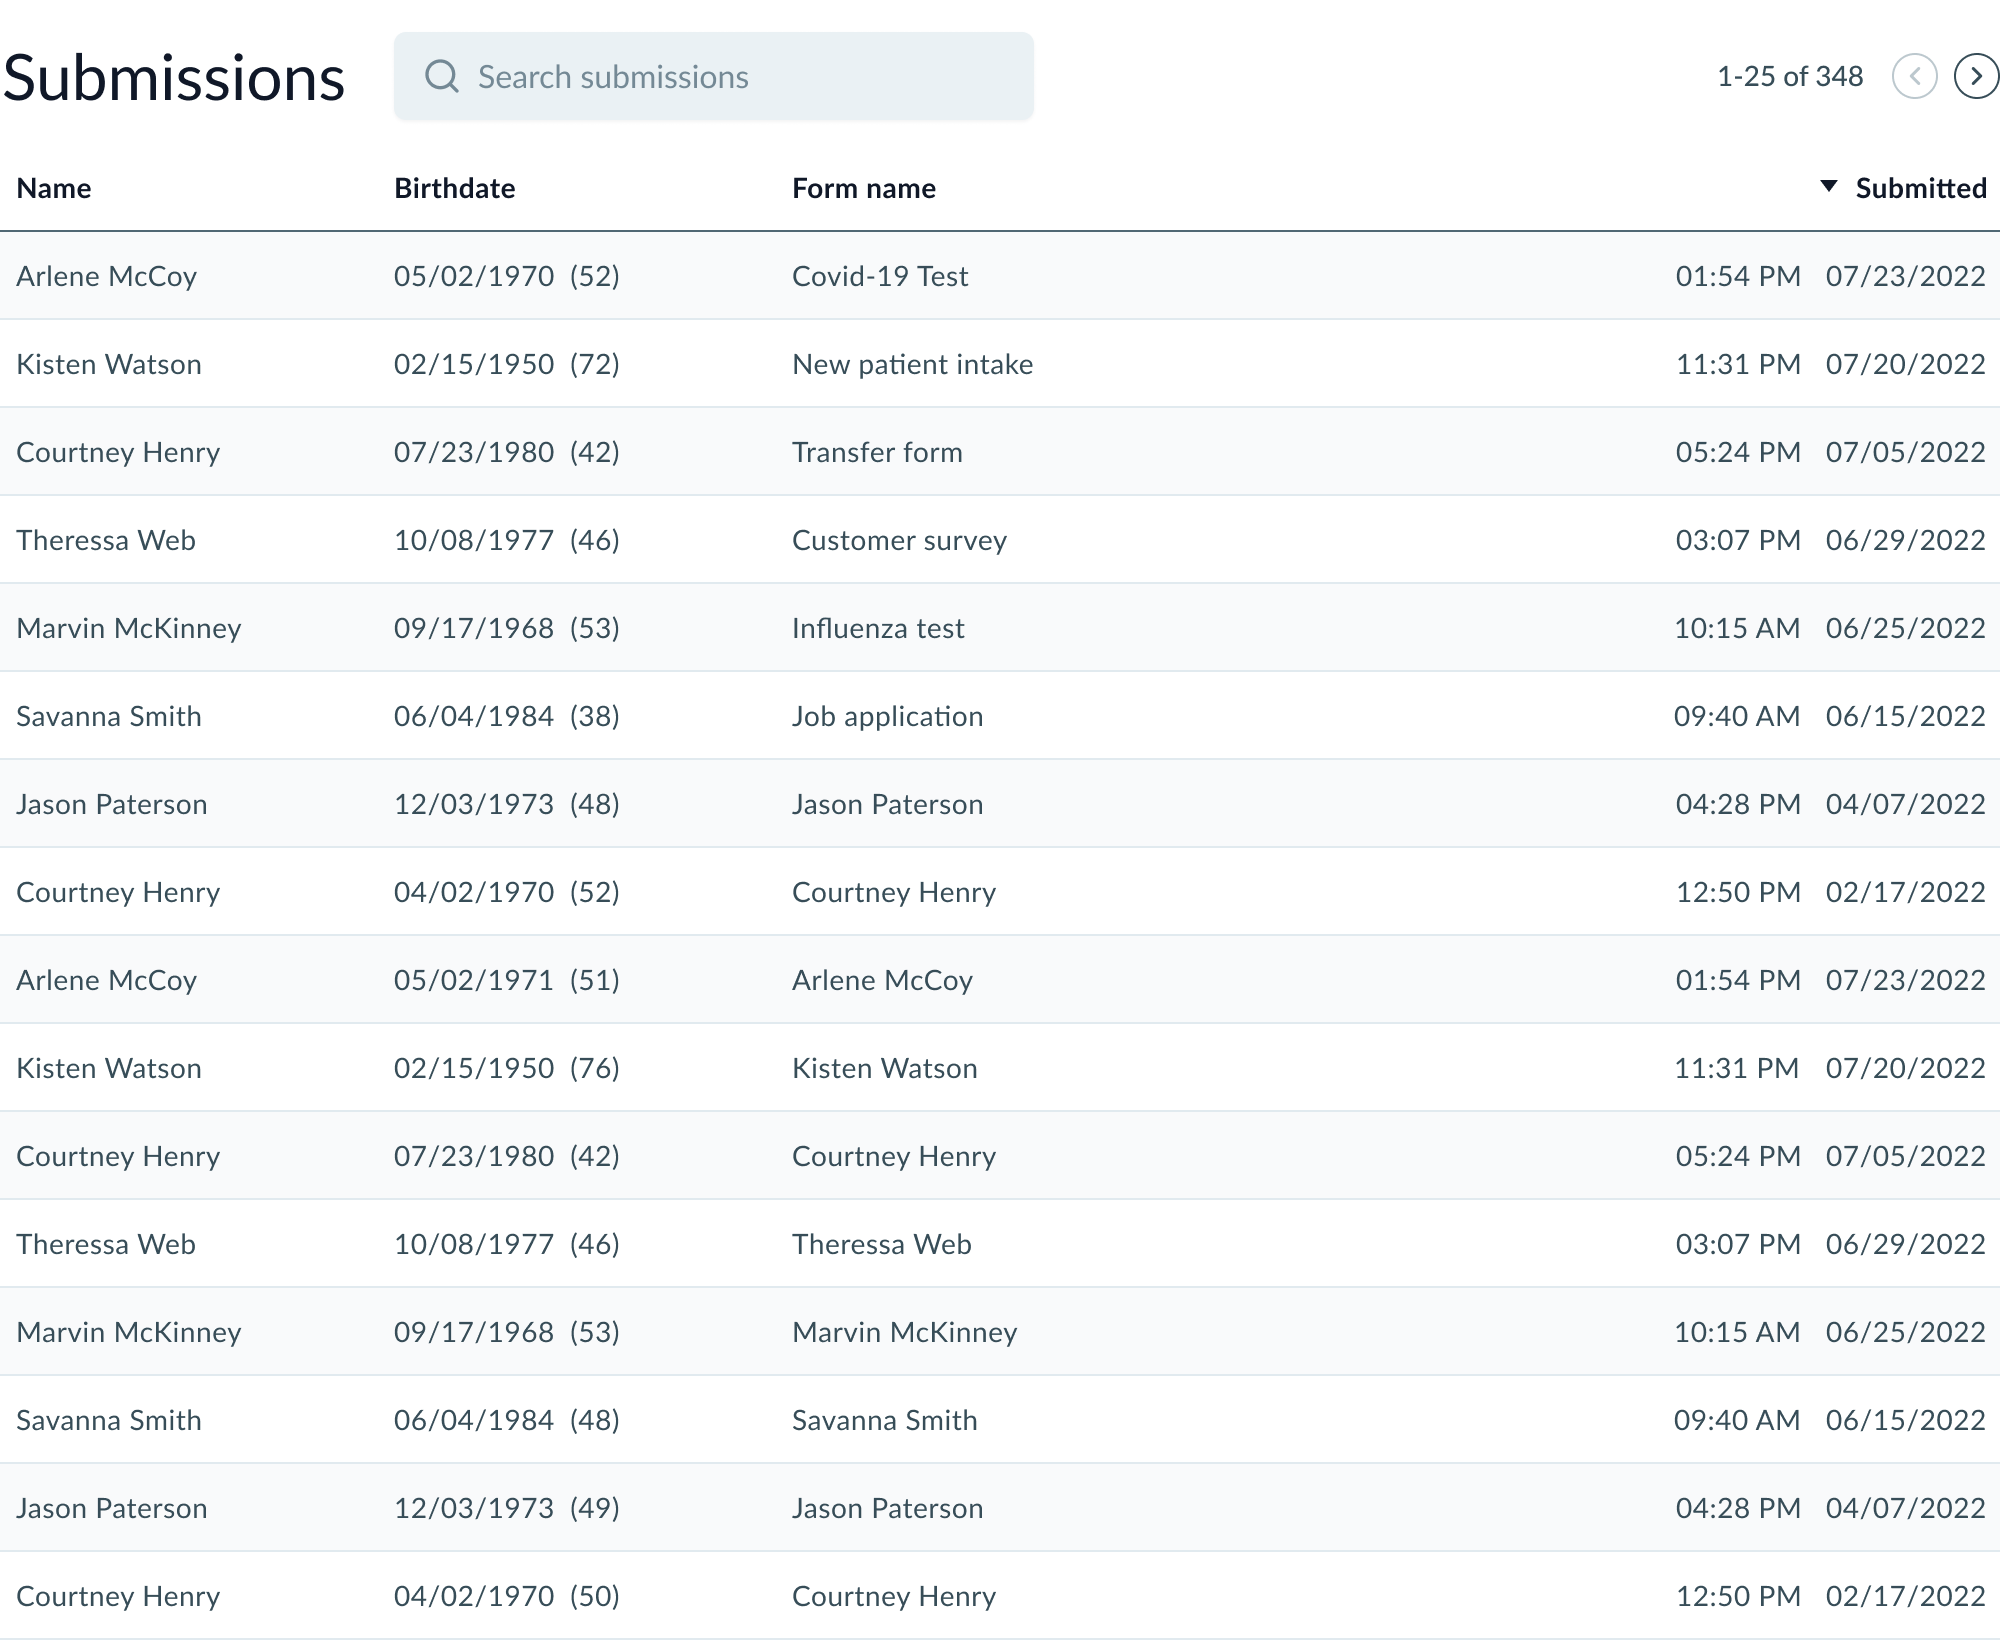 Submissions Search submissions 1-25 of 348
Name Birthdate Form name Submitted
Arlene McCoy 05/02/1970 (52) Covid-19 Test 01:54 PM 07/23/2022
Kisten Watson 02/15/1950 (72) New patient intake 11:31 PM 07/20/2022
Courtney Henry 07/23/1980 (42) Transfer form 05:24 PM 07/05/2022
Theressa Web 10/08/1977 (46) Customer survey 03:07 PM 06/29/2022
Marvin McKinney 09/17/1968 (53) Influenza test 10:15 AM 06/25/2022
Savanna Smith 06/04/1984 (38) Job application 09:40 AM 06/15/2022
Jason Paterson 12/03/1973 (48) Jason Paterson 04:28 PM 04/07/2022
Courtney Henry 04/02/1970 (52) Courtney Henry 12:50 PM 02/17/2022
Arlene McCoy 05/02/1971 (51) Arlene McCoy 01:54 PM 07/23/2022
Kisten Watson 02/15/1950 (76) Kisten Watson 11:31 PM 07/20/2022
Courtney Henry 07/23/1980 (42) Courtney Henry 05:24 PM 07/05/2022
Theressa Web 10/08/1977 (46) Theressa Web 03:07 PM 06/29/2022
Marvin McKinney 09/17/1968 (53) Marvin McKinney 10:15 AM 06/25/2022
Savanna Smith 06/04/1984 (48) Savanna Smith 09:40 AM 06/15/2022
Jason Paterson 12/03/1973 (49) Jason Paterson 04:28 PM 04/07/2022
Courtney Henry 04/02/1970 (50) Courtney Henry 12:50 PM 02/17/2022